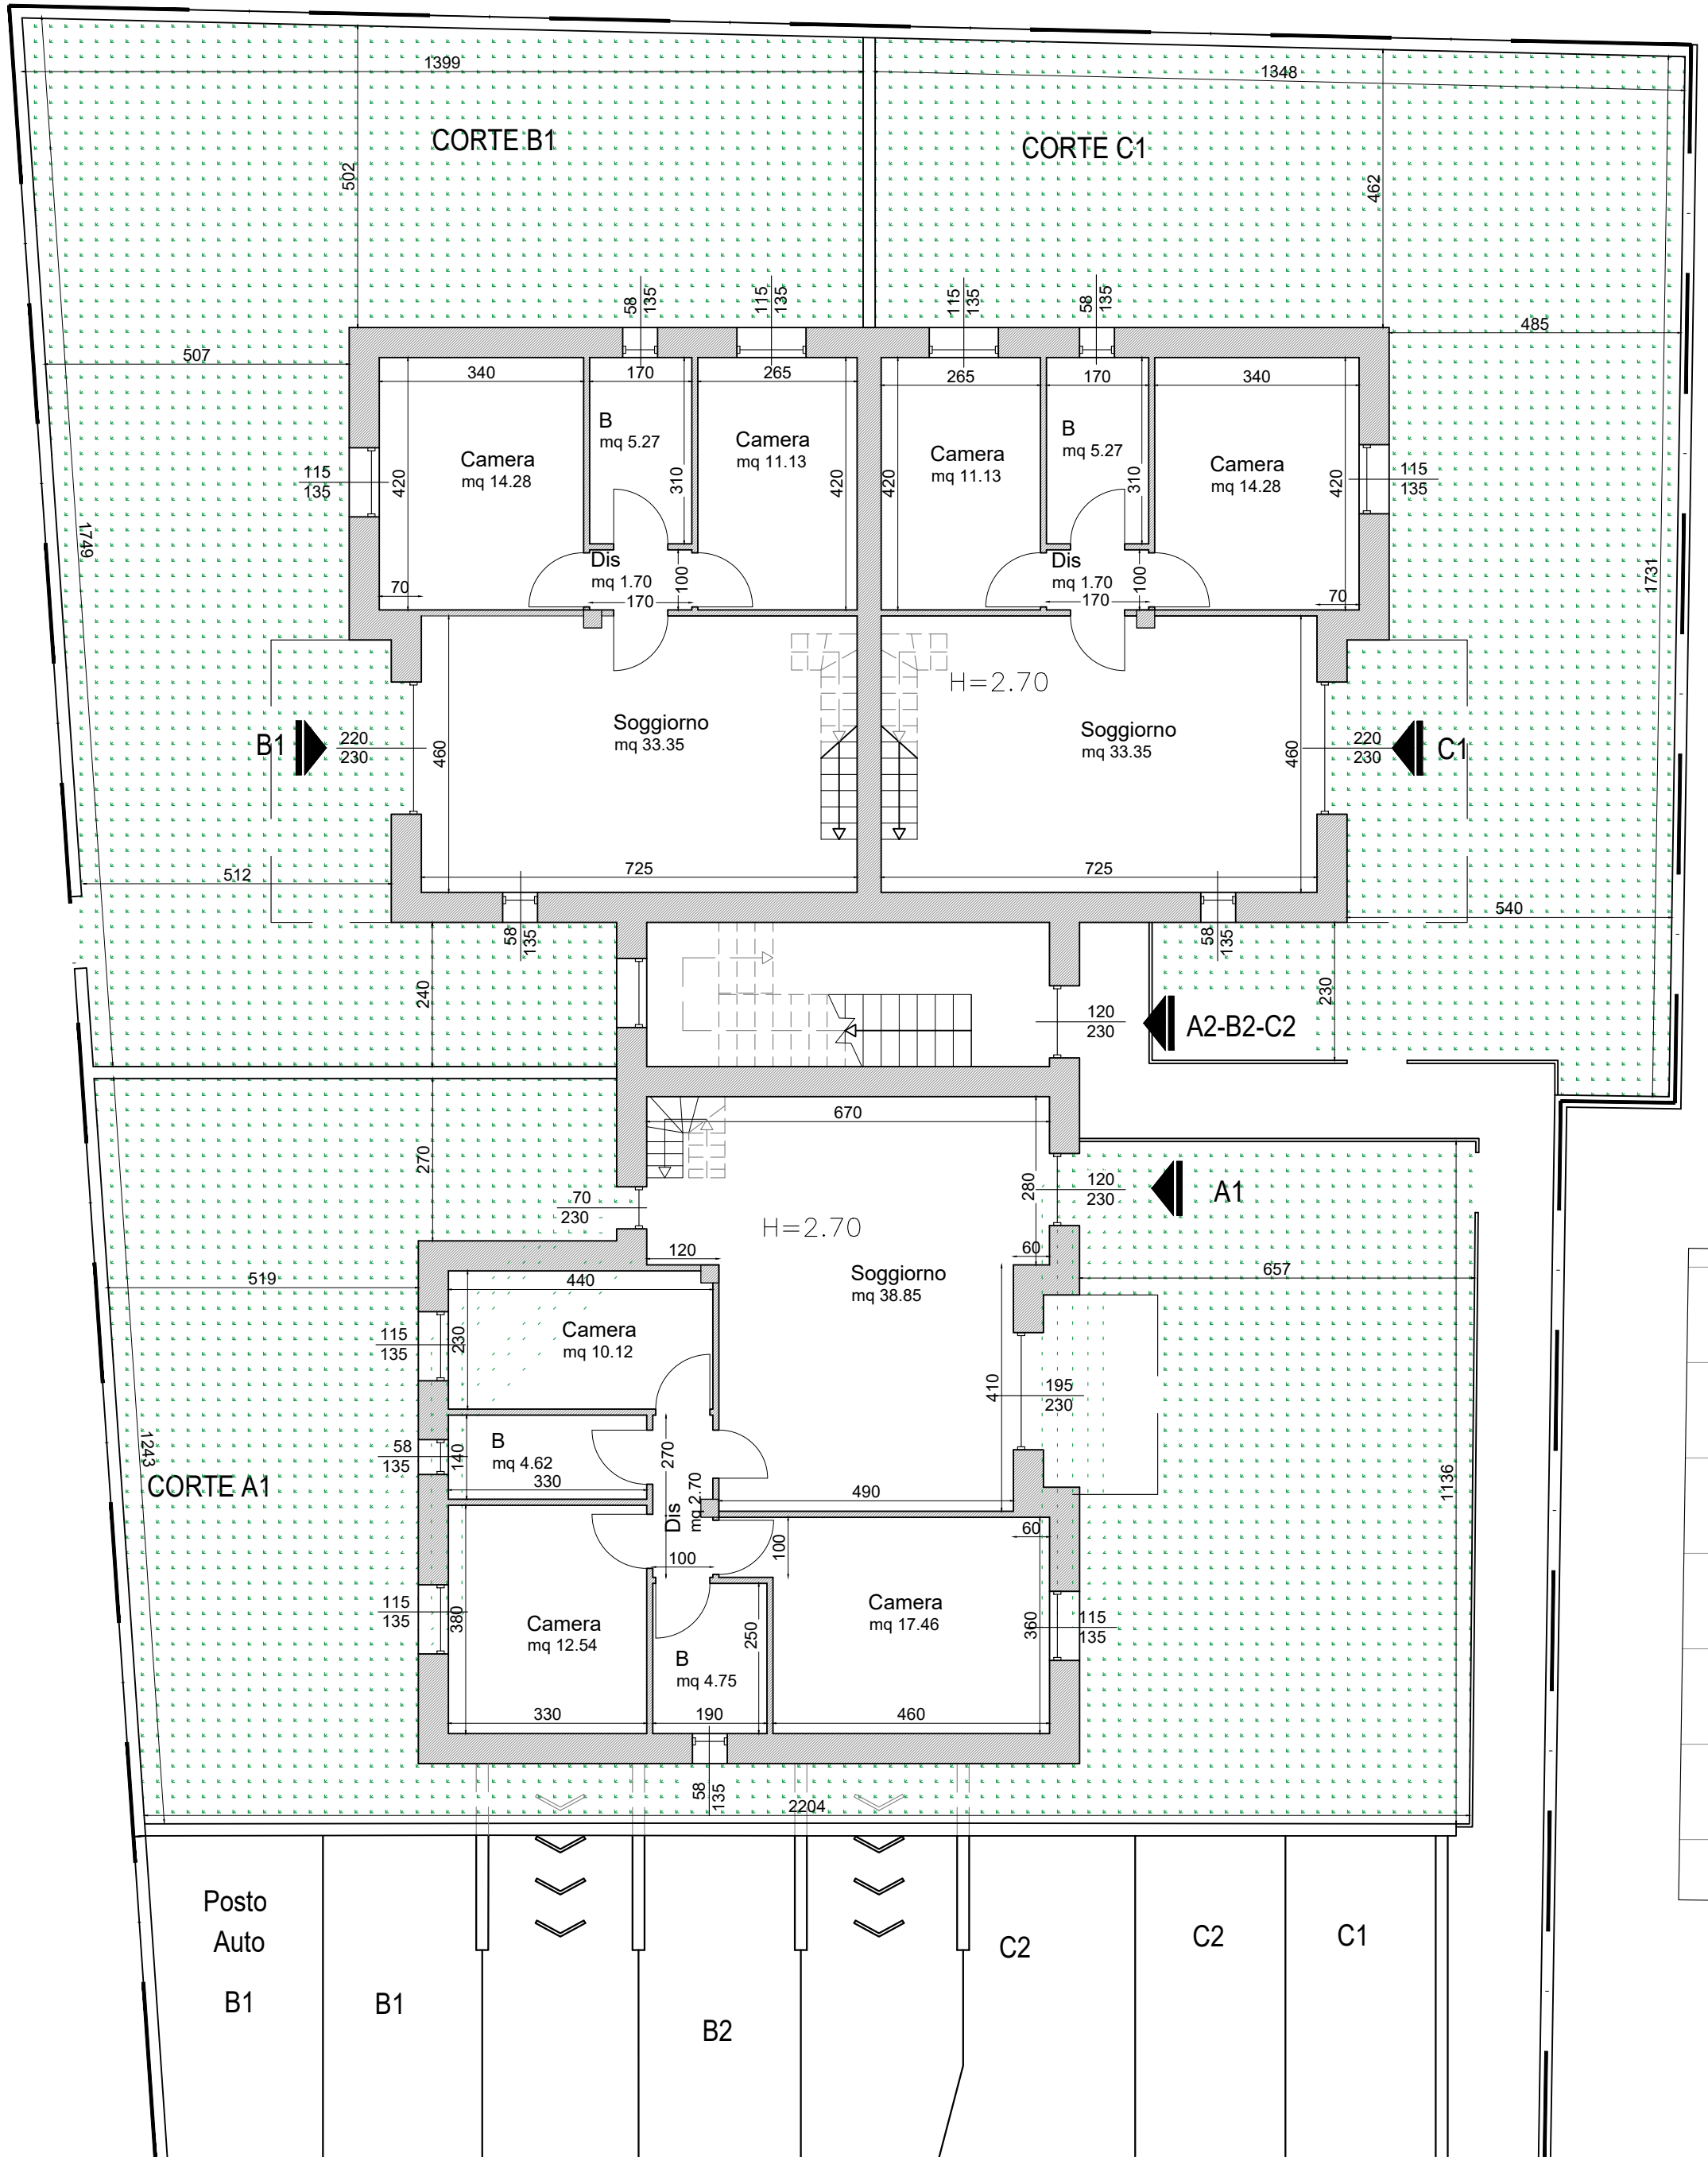 1399
1348
CORTE B1
CORTE C1
502
462
58
135
115
135
115
135
58
135
507
485
340
170
265
265
170
340
B
mq 5.27
Camera
mq 14.28
Camera
mq 11.13
Camera
mq 11.13
B
mq 5.27
Camera
mq 14.28
115
135
420
310
420
420
310
420
115
135
1749
1731
Dis
mq 1.70
170
100
Dis
mq 1.70
170
100
70
70
H=2.70
Soggiorno
mq 33.35
Soggiorno
mq 33.35
B1
220
230
460
460
220
230
C1
725
725
512
540
58
135
58
135
240
230
120
230
A2-B2-C2
670
270
280
120
230
A1
70
230
H=2.70
120
60
519
440
Soggiorno
mq 38.85
657
115
135
230
Camera
mq 10.12
410
195
230
58
135
140
B
mq 4.62
330
270
Dis
mq 2.70
490
1243
CORTE A1
1136
100
100
60
115
135
380
Camera
mq 12.54
Camera
mq 17.46
360
115
135
B
mq 4.75
250
330
190
460
58
135
2204
Posto
Auto
B1
B1
B2
C2
C2
C1